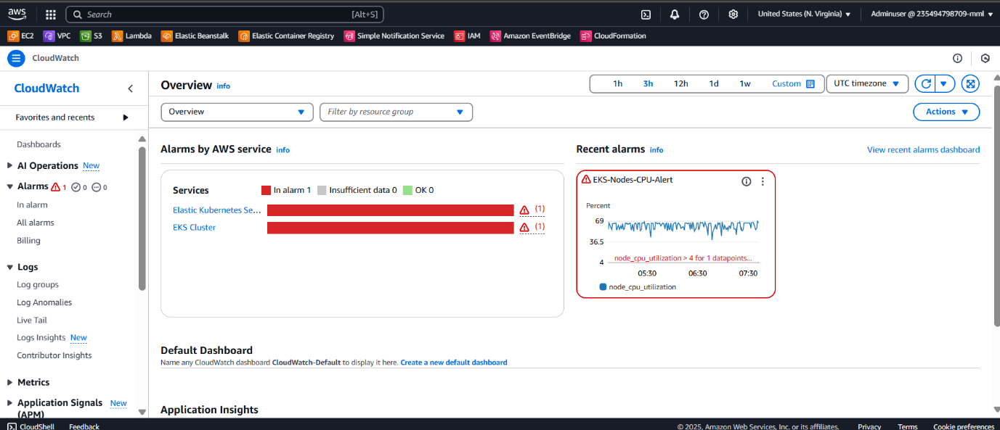 aws
Search [Alt+S] United States (N. Virginia) Adminuser @ 235494798709-mml
EC2 VPC S3 Lambda Elastic Beanstalk Elastic Container Registry Simple Notification Service IAM Amazon EventBridge CloudFormation
CloudWatch
CloudWatch
Favorites and recents
Dashboards
AI Operations New
Alarms 1 0 0
In alarm
All alarms
Billing
Logs
Log groups
Log Anomalies
Live Tail
Logs Insights New
Contributor Insights
Metrics
Application Signals New
(APM)
Overview info
1h 3h 12h 1d 1w Custom UTC timezone
Overview Filter by resource group Actions
Alarms by AWS service info
Services In alarm 1 Insufficient data 0 OK 0
Elastic Kubernetes Se... (1)
EKS Cluster (1)
Recent alarms info View recent alarms dashboard
EKS-Nodes-CPU-Alert
Percent
69
36.5
node_cpu_utilization > 4 for 1 datapoints...
4
05:30 06:30 07:30
node_cpu_utilization
Default Dashboard
Name any CloudWatch dashboard CloudWatch-Default to display it here. Create a new default dashboard
Application Insights
CloudShell Feedback © 2025, Amazon Web Services, Inc. or its affiliates. Privacy Terms Cookie preferences